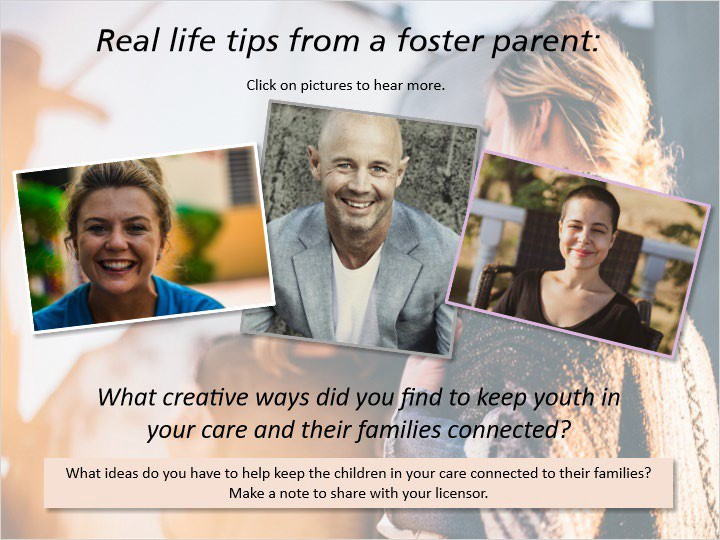 Real life tips from a foster parent:
Click on pictures to hear more.
What creative ways did you find to keep youth in
your care and their families connected?
What ideas do you have to help keep the children in your care connected to their families?
Make a note to share with your licensor.